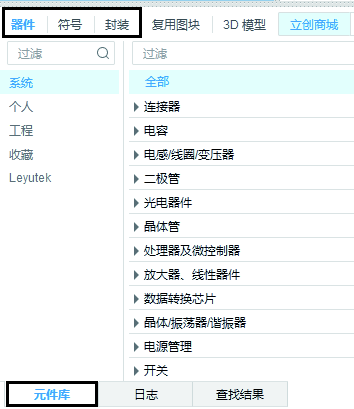 器件 符号 封装 复用图块 3D 模型 立创商城
过滤 过滤
系统 全部
个人 连接器
工程 电容
收藏 电感/线圈/变压器
Leyutek 二极管
光电器件
晶体管
处理器及微控制器
放大器、线性器件
数据转换芯片
晶体/振荡器/谐振器
电源管理
开关
元件库 日志 查找结果